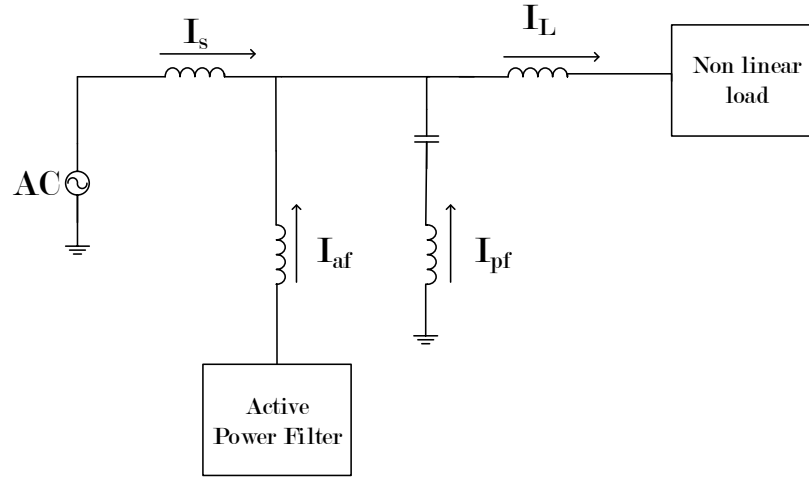 I_s
I_L
Non linear
load
AC
I_af
I_pf
Active
Power Filter